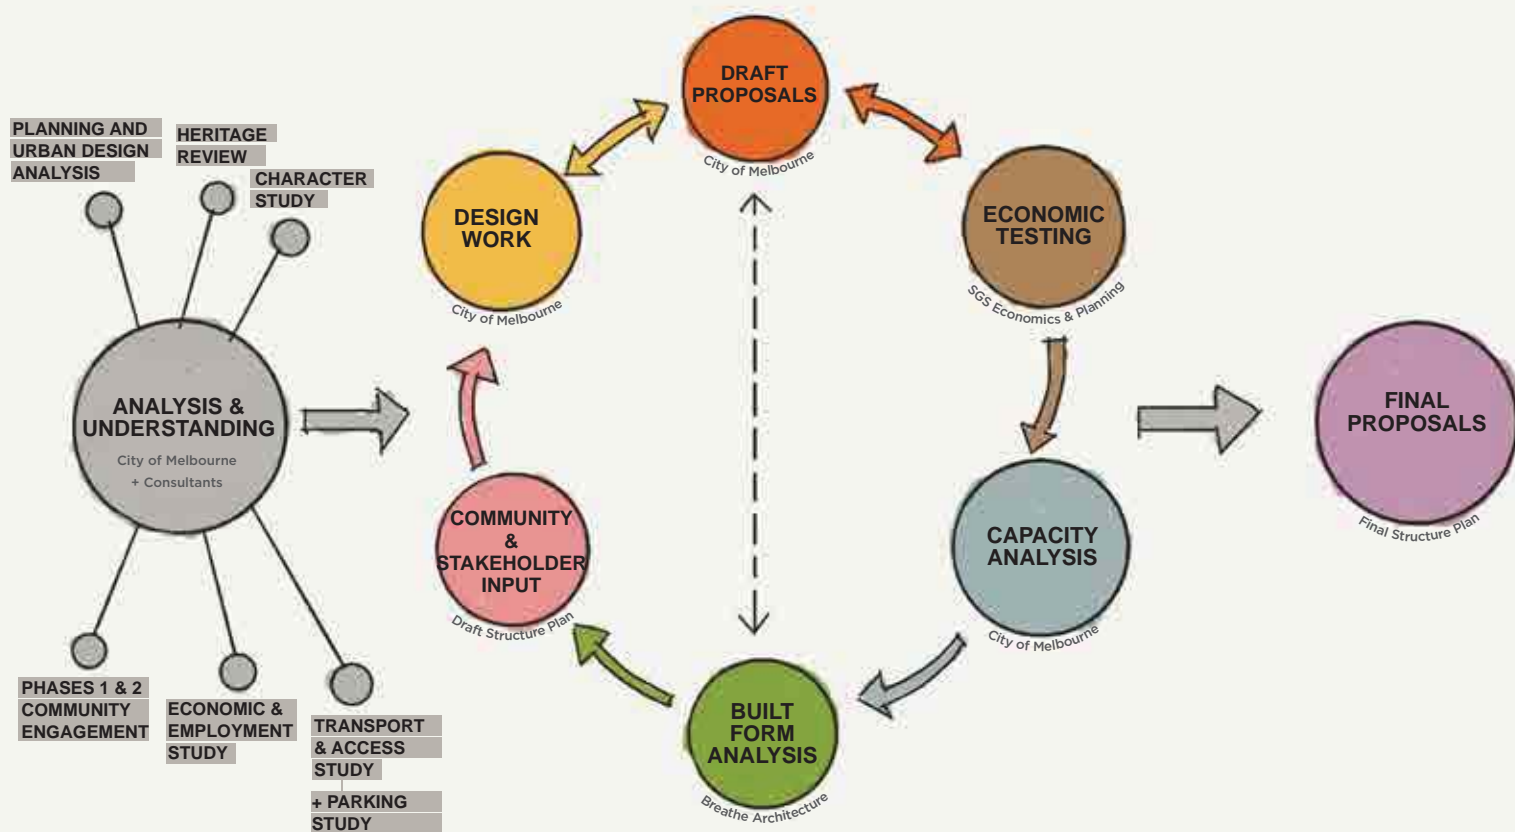 PLANNING AND
URBAN DESIGN
ANALYSIS
HERITAGE
REVIEW
CHARACTER
STUDY
ANALYSIS &
UNDERSTANDING
City of Melbourne
+ Consultants
PHASES 1 & 2
COMMUNITY
ENGAGEMENT
ECONOMIC &
EMPLOYMENT
STUDY
TRANSPORT
& ACCESS
STUDY
+ PARKING
STUDY
DESIGN
WORK
City of Melbourne
DRAFT
PROPOSALS
City of Melbourne
ECONOMIC
TESTING
SGS Economics & Planning
CAPACITY
ANALYSIS
City of Melbourne
BUILT
FORM
ANALYSIS
Breathe Architecture
COMMUNITY
&
STAKEHOLDER
INPUT
Draft Structure Plan
FINAL
PROPOSALS
Final Structure Plan